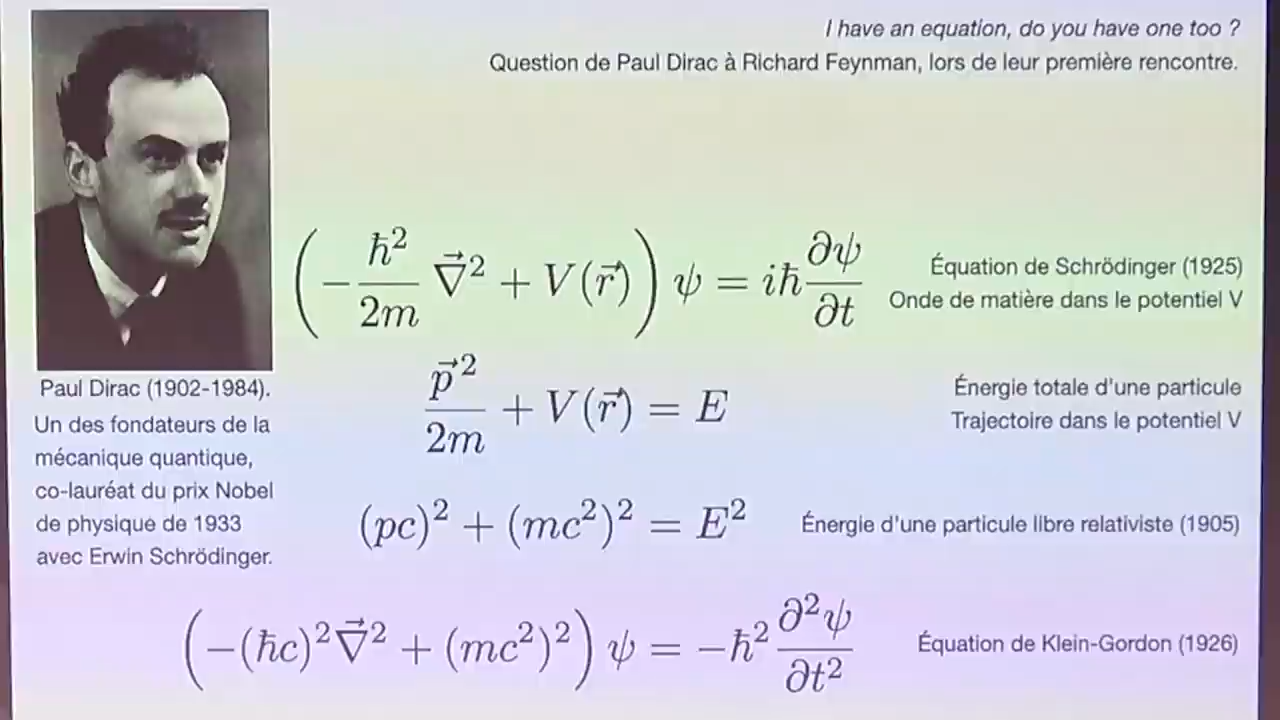 I have an equation, do you have one too ?
Question de Paul Dirac à Richard Feynman, lors de leur première rencontre.
(-ℏ²/2m ∇⃗² + V(r⃗)) ψ = iℏ ∂ψ/∂t
Équation de Schrödinger (1925)
Onde de matière dans le potentiel V
p⃗²/2m + V(r⃗) = E
Énergie totale d'une particule
Trajectoire dans le potentiel V
(pc)² + (mc²)² = E²
Énergie d'une particule libre relativiste (1905)
(-(ℏc)²∇⃗² + (mc²)²) ψ = -ℏ² ∂²ψ/∂t²
Équation de Klein-Gordon (1926)
Paul Dirac (1902-1984).
Un des fondateurs de la
mécanique quantique,
co-lauréat du prix Nobel
de physique de 1933
avec Erwin Schrödinger.